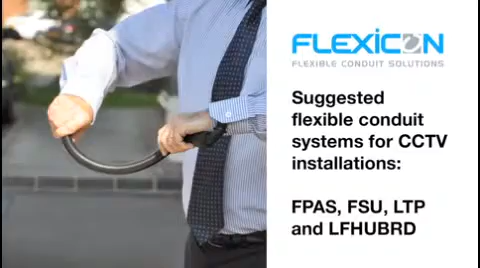 FLEXICON
FLEXIBLE CONDUIT SOLUTIONS
Suggested
flexible conduit
systems for CCTV
installations:
FPAS, FSU, LTP
and LFHUBRD